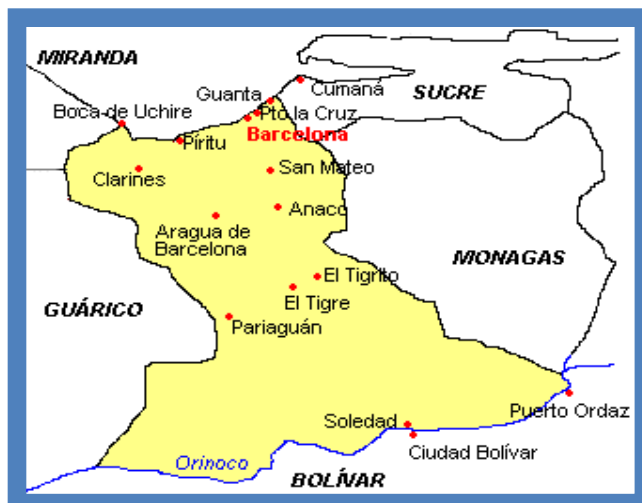 MIRANDA
Cumaná
SUCRE
Guanta
Boca de Uchire
Pto la Cruz
Barcelona
Píritu
Clarines
San Mateo
Anaco
Aragua de
Barcelona
MONAGAS
El Tigrito
El Tigre
GUÁRICO
Pariaguán
Puerto Ordaz
Soledad
Ciudad Bolívar
Orinoco
BOLÍVAR